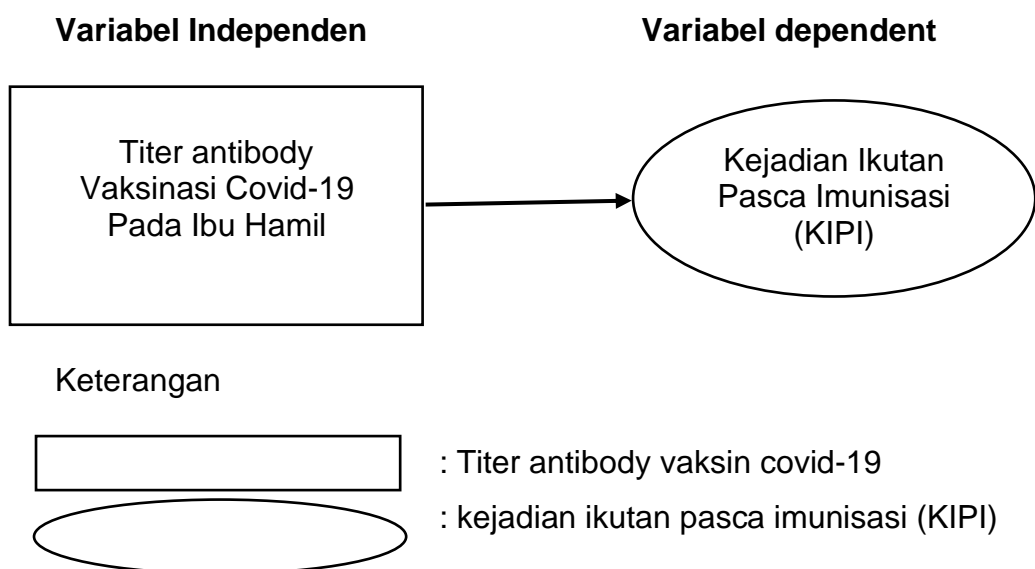 Variabel Independen Variabel dependent
Titer antibody
Vaksinasi Covid-19
Pada Ibu Hamil
Kejadian Ikutan
Pasca Imunisasi
(KIPI)
Keterangan
: Titer antibody vaksin covid-19
: kejadian ikutan pasca imunisasi (KIPI)